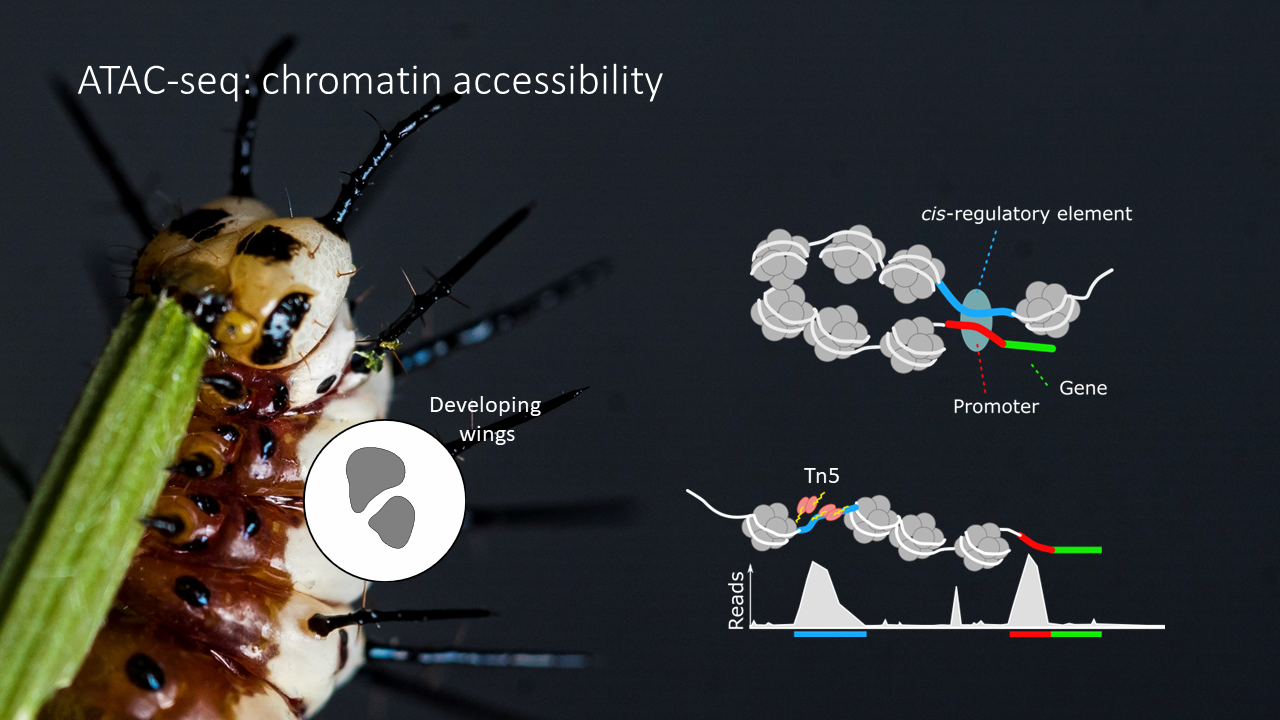 ATAC-seq: chromatin accessibility
cis-regulatory element
Gene
Promoter
Developing
wings
Tn5
Reads